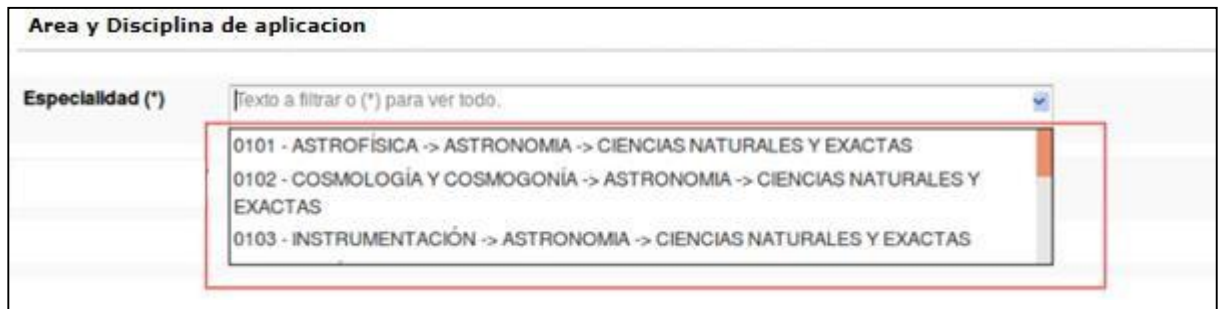 Area y Disciplina de aplicacion
Especialidad (*)
Texto a filtrar o (*) para ver todo.
0101 - ASTROFÍSICA -> ASTRONOMIA -> CIENCIAS NATURALES Y EXACTAS
0102 - COSMOLOGÍA Y COSMOGONÍA -> ASTRONOMIA -> CIENCIAS NATURALES Y
EXACTAS
0103 - INSTRUMENTACIÓN -> ASTRONOMIA -> CIENCIAS NATURALES Y EXACTAS